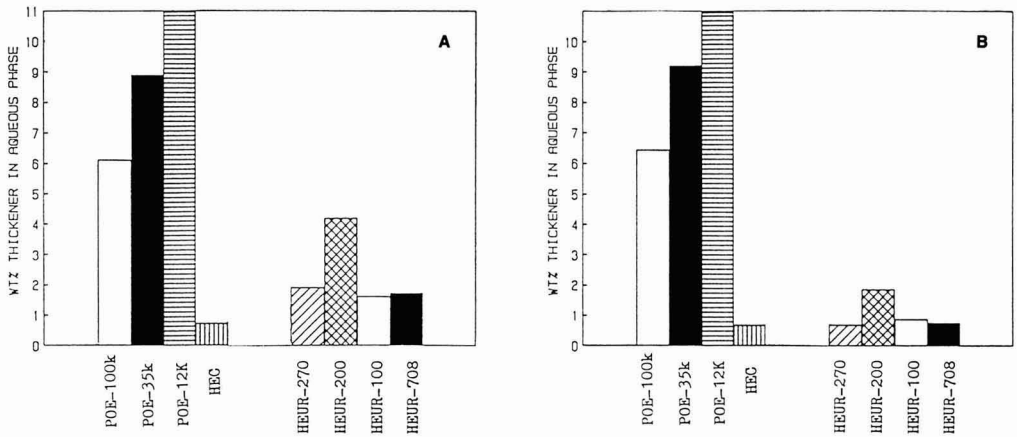 A
WT% THICKENER IN AQUEOUS PHASE
11
10
9
8
7
6
5
4
3
2
1
0
POE-100k
POE-35k
POE-12K
HEC
HEUR-270
HEUR-200
HEUR-100
HEUR-708
B
WT% THICKENER IN AQUEOUS PHASE
10
9
8
7
6
5
4
3
2
1
0
POE-100k
POE-35k
POE-12K
HEC
HEUR-270
HEUR-200
HEUR-100
HEUR-708